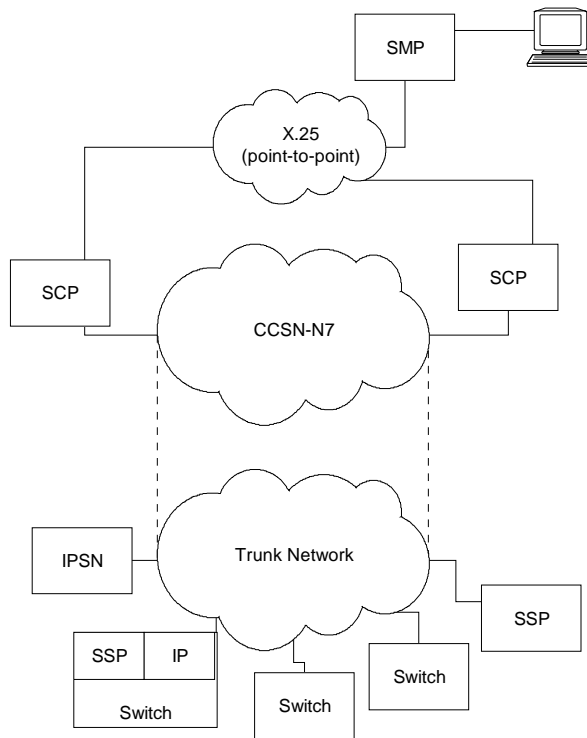 SMP
X.25
(point-to-point)
SCP
SCP
CCSN-N7
IPSN
Trunk Network
SSP
SSP
IP
Switch
Switch
Switch